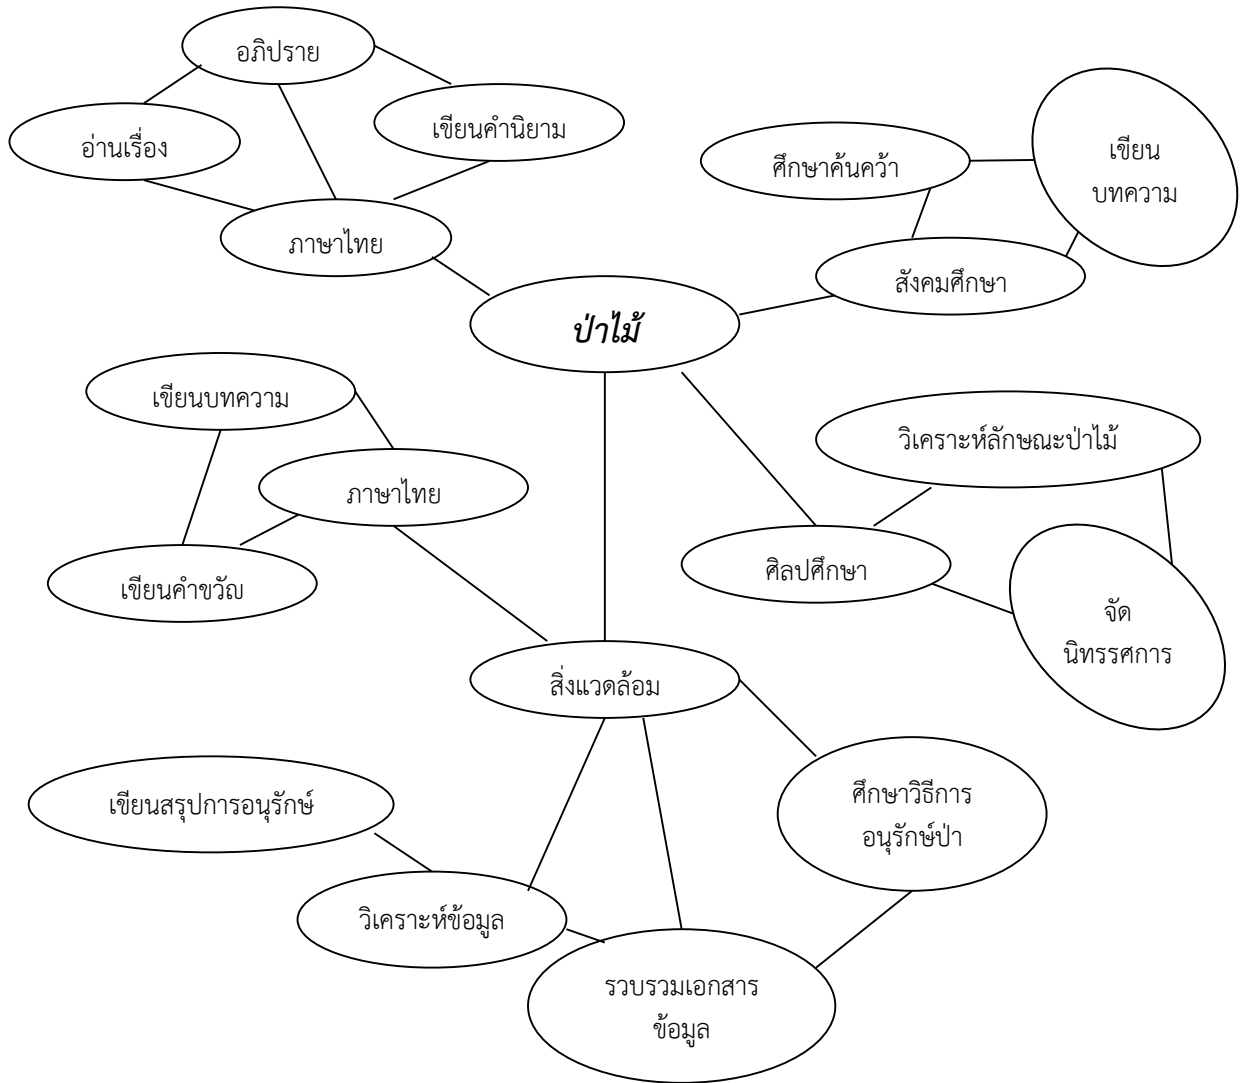 อภิปราย
อ่านเรื่อง
เขียนคำนิยาม
ภาษาไทย
ศึกษาค้นคว้า
เขียน
บทความ
สังคมศึกษา
ป่าไม้
เขียนบทความ
ภาษาไทย
เขียนคำขวัญ
วิเคราะห์ลักษณะป่าไม้
ศิลปศึกษา
จัด
นิทรรศการ
สิ่งแวดล้อม
เขียนสรุปการอนุรักษ์
ศึกษาวิธีการ
อนุรักษ์ป่า
วิเคราะห์ข้อมูล
รวบรวมเอกสาร
ข้อมูล